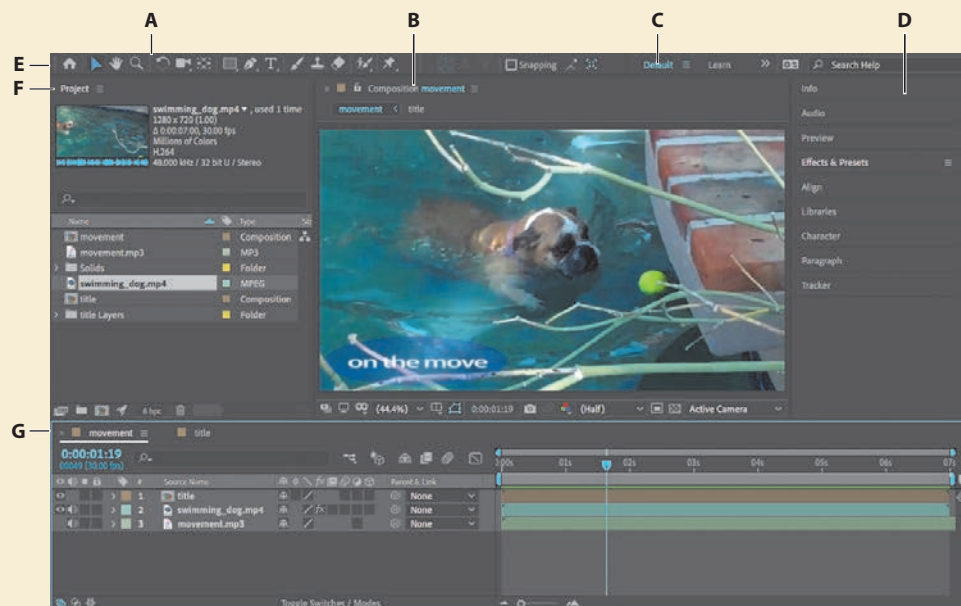 A B C D
E
Snapping Default Learn Search Help
F
Project
Composition movement
Info
swimming_dog.mp4 , used 1 time
movement title
1280 x 720 (1.00)
Δ 0:00:07:00, 30.00 fps
Millions of Colors
H.264
48.000 kHz / 32 bit U / Stereo
Audio
Preview
Effects & Presets
Align
Libraries
Character
Paragraph
Tracker
Name Type
movement Composition
movement.mp3 MP3
Solids Folder
swimming_dog.mp4 MPEG
title Composition
title Layers Folder
on the move
8 bpc
(44.4%) 0:00:01:19 (Half) Active Camera
G
movement title
0:00:01:19
00049 (30.00 fps)
01s 02s 03s 04s 05s 06s 07s
# Source Name Parent & Link
1 title None
2 swimming_dog.mp4 fx None
3 movement.mp3 None
Toggle Switches / Modes